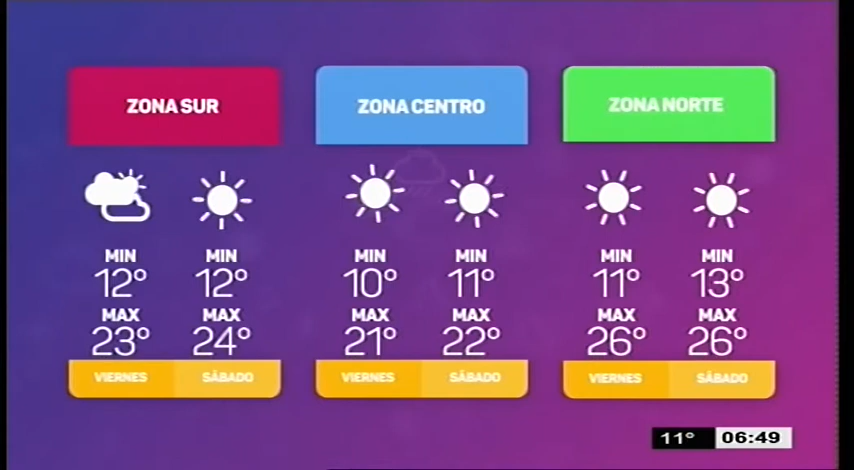 ZONA SUR
ZONA CENTRO
ZONA NORTE
MIN MIN MIN MIN MIN MIN
12° 12° 10° 11° 11° 13°
MAX MAX MAX MAX MAX MAX
23° 24° 21° 22° 26° 26°
VIERNES SÁBADO VIERNES SÁBADO VIERNES SÁBADO
11° 06:49